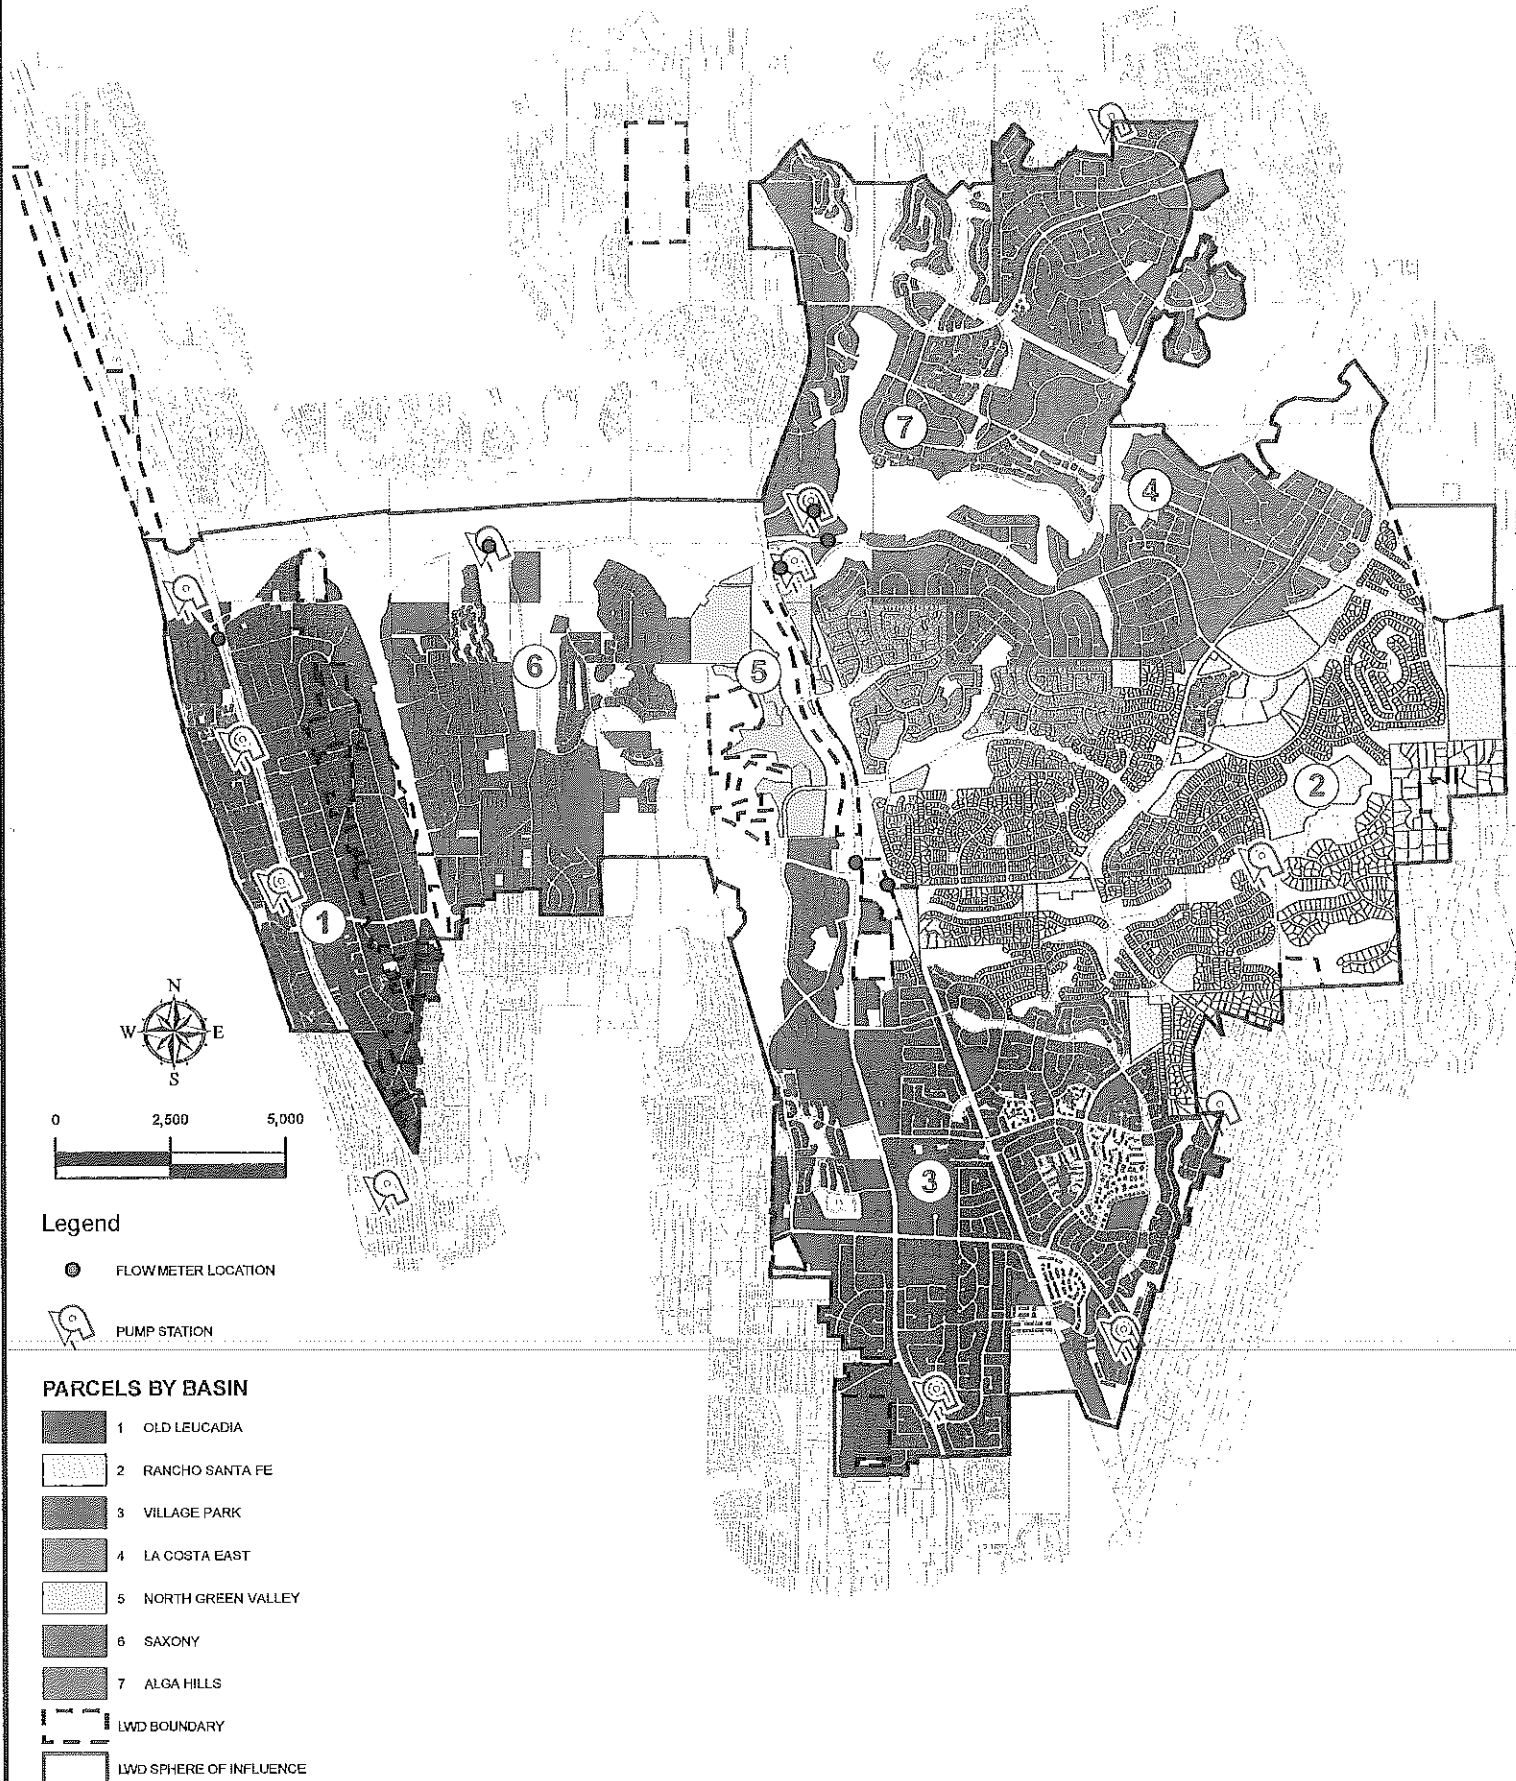 7
4
6
5
2
1
N
W E
S
0 2,500 5,000
3
Legend
FLOW METER LOCATION
PUMP STATION
PARCELS BY BASIN
1 OLD LEUCADIA
2 RANCHO SANTA FE
3 VILLAGE PARK
4 LA COSTA EAST
5 NORTH GREEN VALLEY
6 SAXONY
7 ALGA HILLS
LWD BOUNDARY
LWD SPHERE OF INFLUENCE